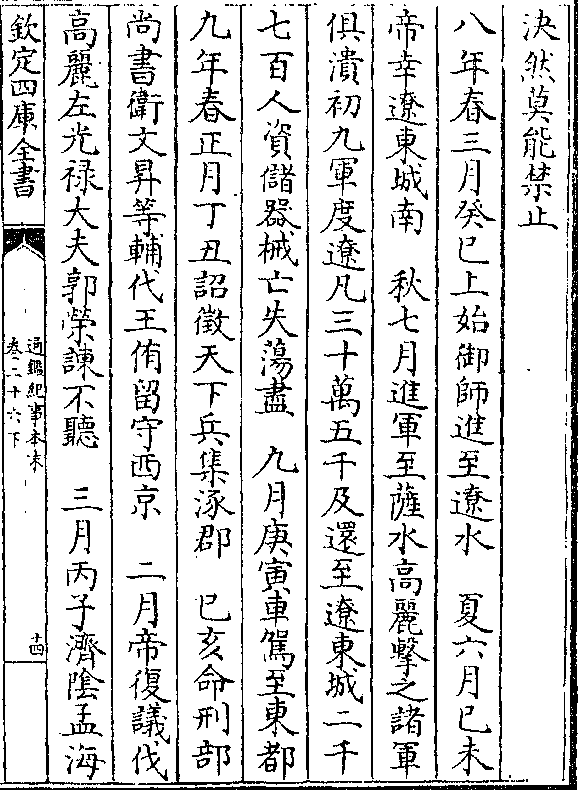 決然莫能禁止
八年春三月癸巳上始御師進至遼水　夏六月已未
帝幸遼東城南　秋七月進軍至薩水高麗擊之諸軍
俱潰初九軍度遼凡三十萬五千及還至遼東城二千
七百人資儲器械亡失蕩盡　九月庚寅車駕至東都
九年春正月丁丑詔徵天下兵集涿郡　已亥命刑部
尚書衛文昇等輔代王侑留守西京　二月帝復議伐
高麗左光禄大夫郭榮諫不聽　三月丙子濟陰孟海
欽定四庫全書
通鑑紀事本末
卷二十六下
十四